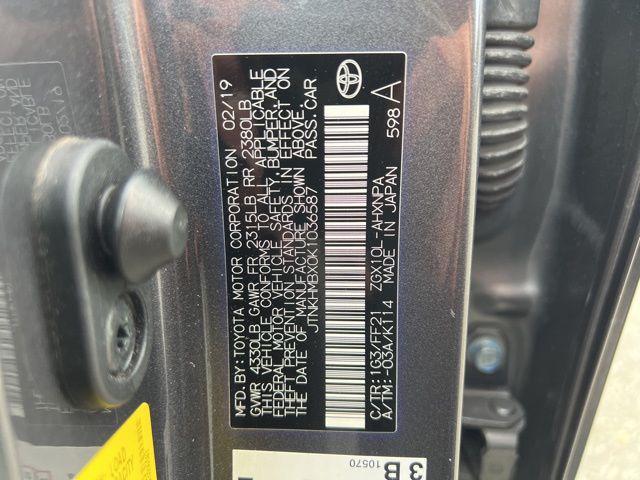 MFD BY: TOYOTA MOTOR CORPORATION 02/19
GVWR 4330LB GAWR FR 2315LB RR 2380LB
THIS VEHICLE CONFORMS TO ALL APPLICABLE
FEDERAL MOTOR VEHICLE SAFETY, BUMPER, AND
THEFT PREVENTION STANDARDS IN EFFECT ON
THE DATE OF MANUFACTURE SHOWN ABOVE.
JTNKHMBX0K1036587 PASS.CAR
C/TR:1G3/FF21 ZGX10L-AHXNPA
A/TM:-03A/K114 MADE IN JAPAN
598 A
3B
10570
LOAD